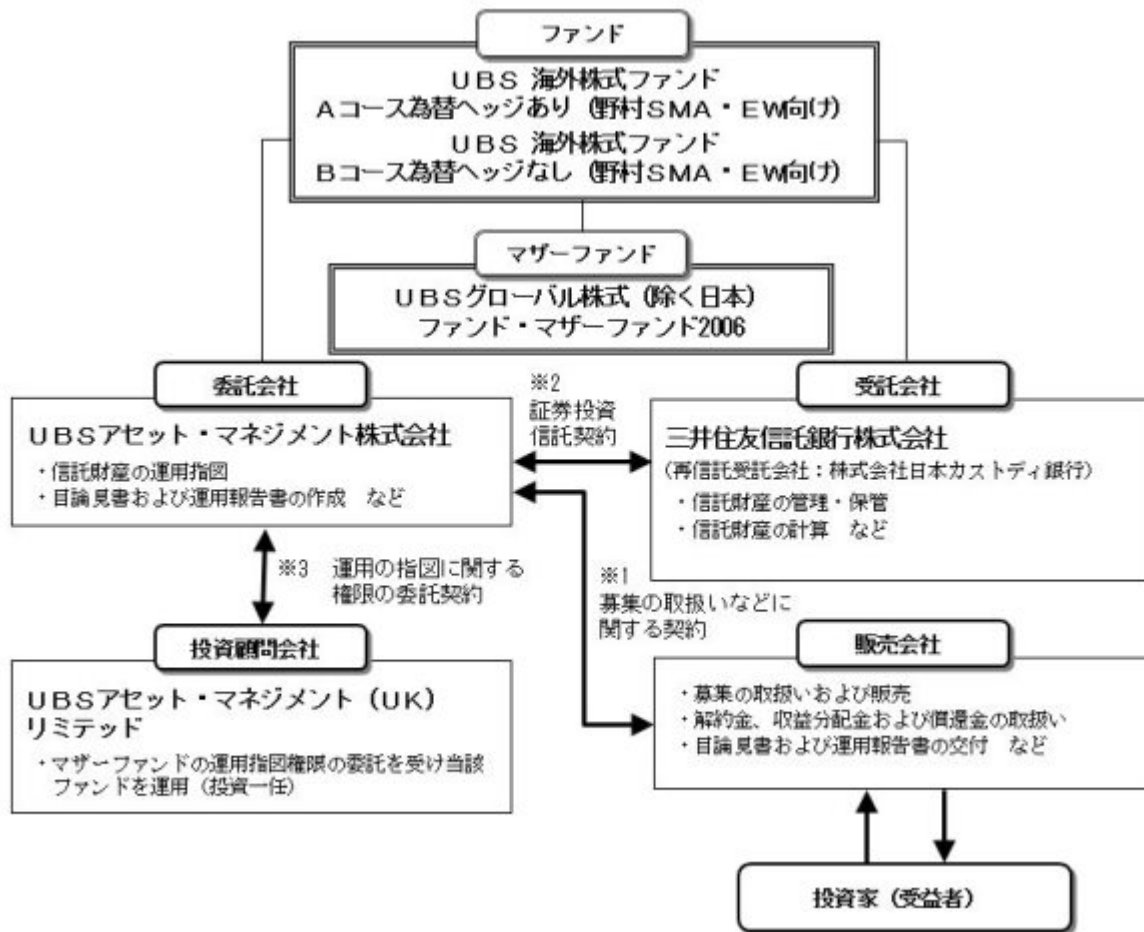 ファンド
UBS 海外株式ファンド
Aコース為替ヘッジあり（野村SMA・EW向け）
UBS 海外株式ファンド
Bコース為替ヘッジなし（野村SMA・EW向け）
マザーファンド
UBSグローバル株式（除く日本）
ファンド・マザーファンド2006
委託会社
UBSアセット・マネジメント株式会社
・信託財産の運用指図
・目論見書および運用報告書の作成　など
※2
証券投資
信託契約
受託会社
三井住友信託銀行株式会社
（再信託受託会社：株式会社日本カストディ銀行）
・信託財産の管理・保管
・信託財産の計算　など
※3　運用の指図に関する
権限の委託契約
※1
募集の取扱いなどに
関する契約
投資顧問会社
UBSアセット・マネジメント（UK）
リミテッド
・マザーファンドの運用指図権限の委託を受け当該
ファンドを運用（投資一任）
販売会社
・募集の取扱いおよび販売
・解約金、収益分配金および償還金の取扱い
・目論見書および運用報告書の交付　など
投資家（受益者）